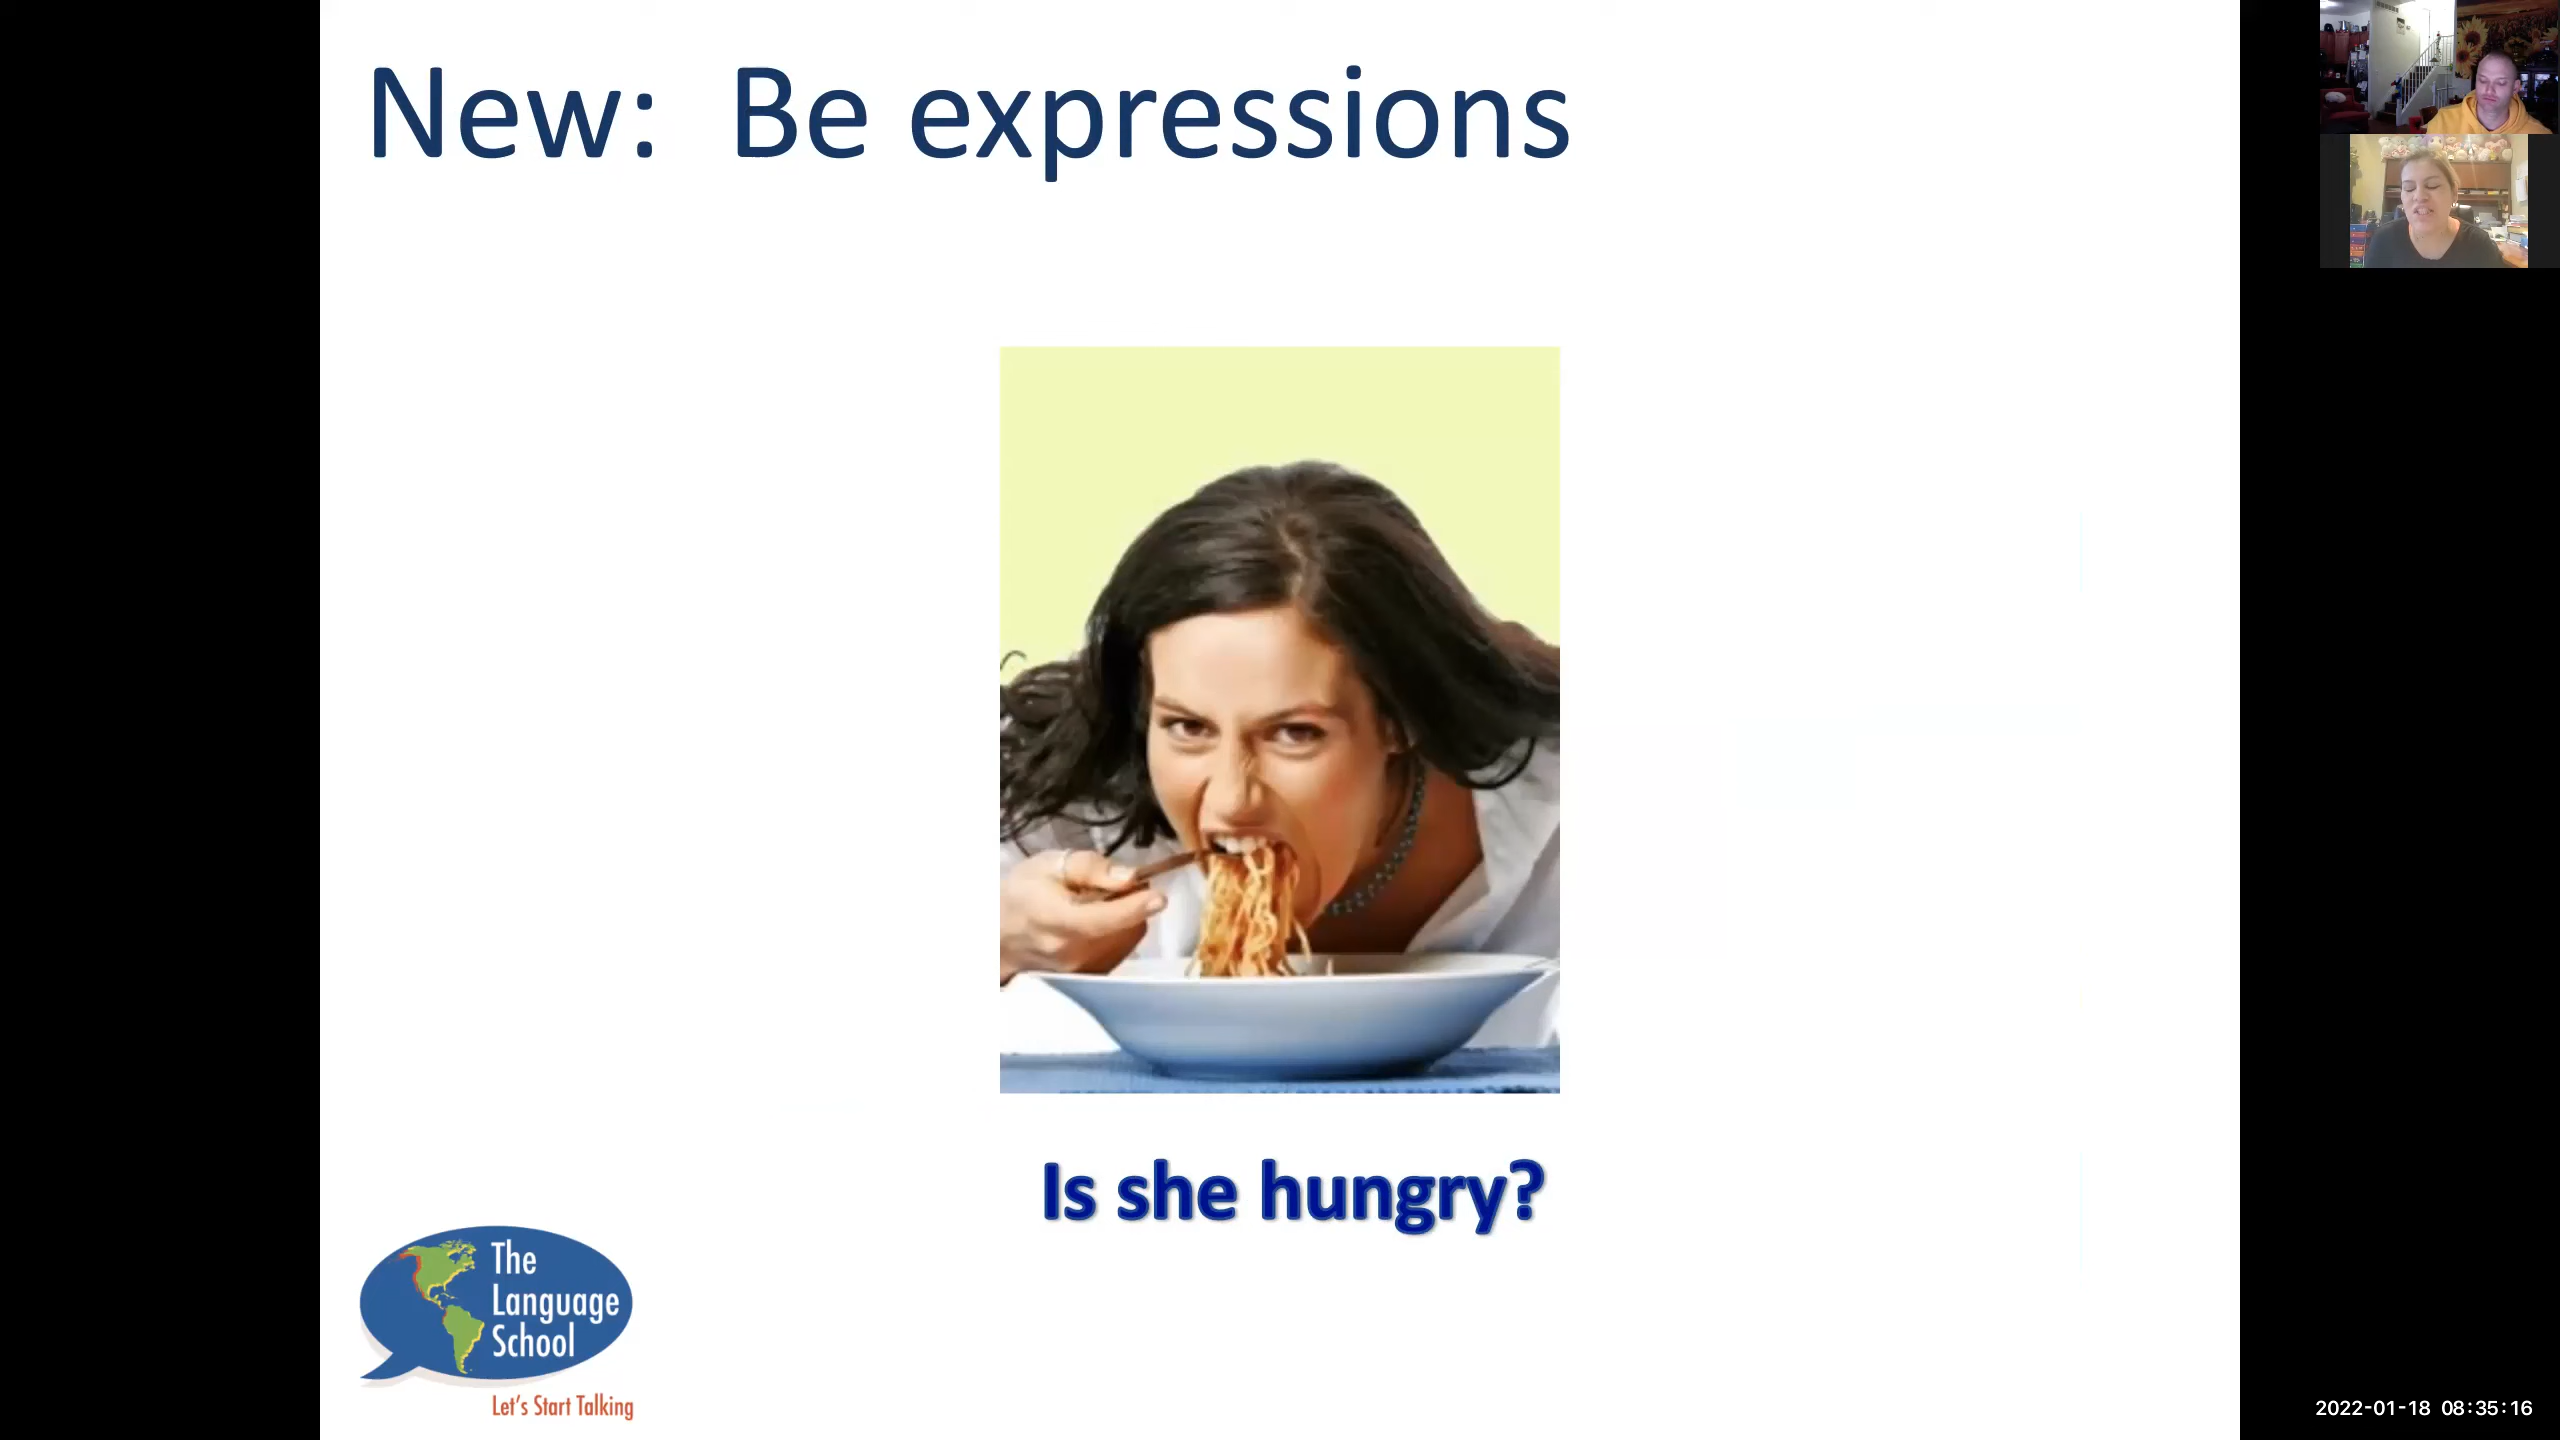 New: Be expressions
Is she hungry?
The
Language
School
Let's Start Talking
2022-01-18 08:35:16